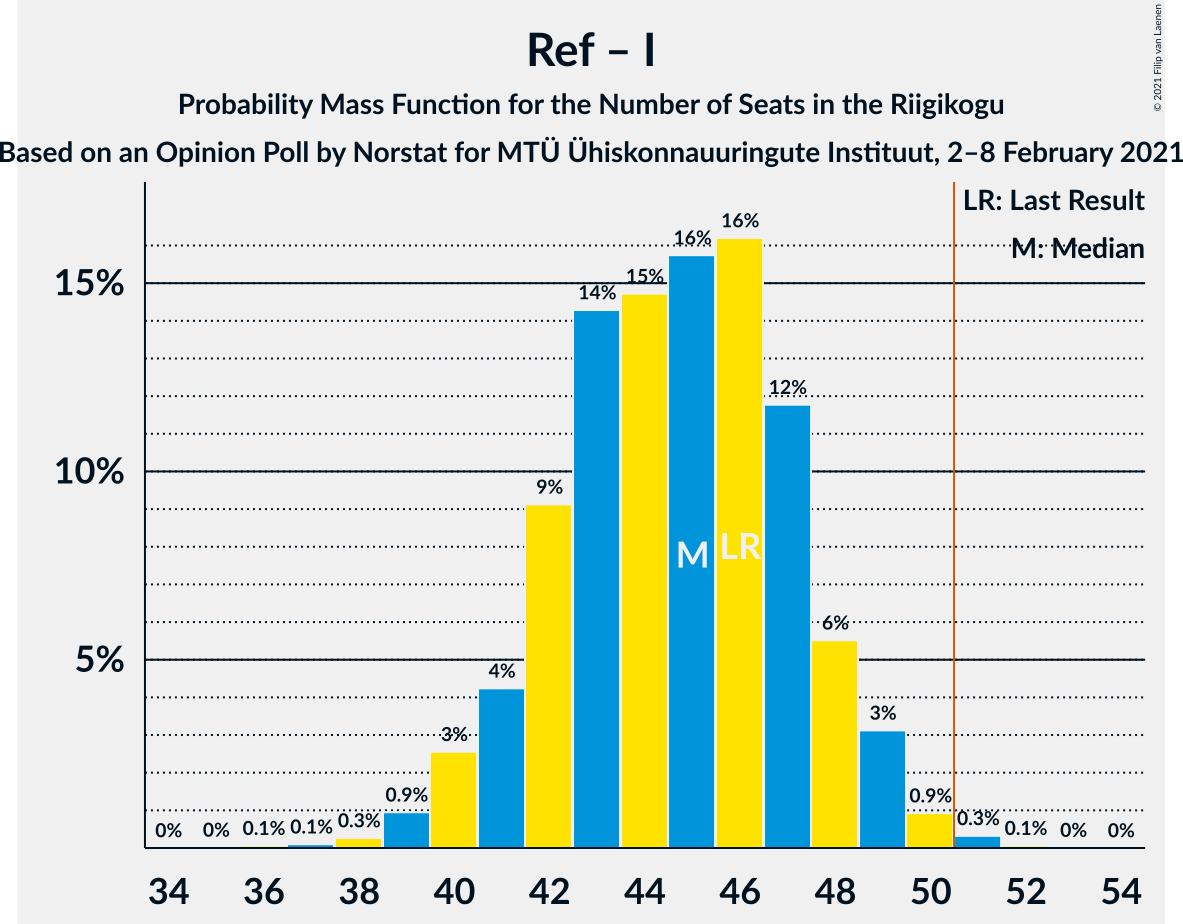 Ref – I
Probability Mass Function for the Number of Seats in the Riigikogu
Based on an Opinion Poll by Norstat for MTÜ Ühiskonnauuringute Instituut, 2–8 February 2021
© 2021 Filip van Laenen
LR: Last Result
M: Median
15%
10%
5%
0% 0% 0.1% 0.1% 0.3% 0.9% 3% 4% 9% 14% 15% 16% 16% 12% 6% 3% 0.9% 0.3% 0.1% 0% 0%
M LR
34 36 38 40 42 44 46 48 50 52 54